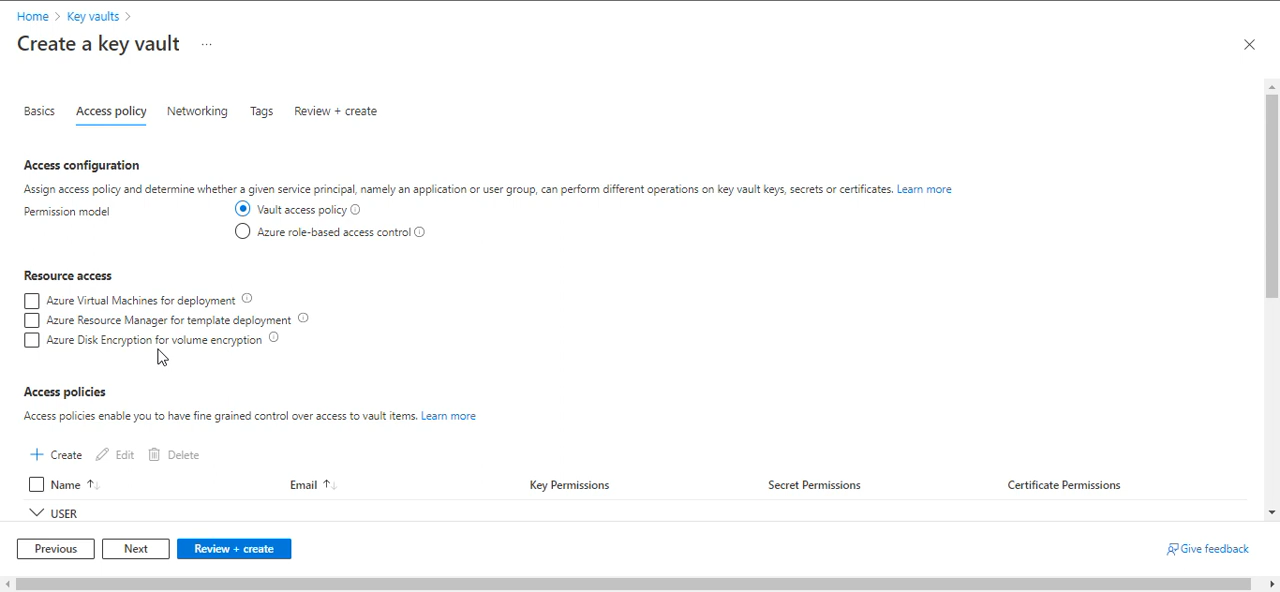 Home > Key vaults >
Create a key vault ...
Basics Access policy Networking Tags Review + create
Access configuration
Assign access policy and determine whether a given service principal, namely an application or user group, can perform different operations on key vault keys, secrets or certificates. Learn more
Permission model Vault access policy
Azure role-based access control
Resource access
Azure Virtual Machines for deployment
Azure Resource Manager for template deployment
Azure Disk Encryption for volume encryption
Access policies
Access policies enable you to have fine grained control over access to vault items. Learn more
+ Create Edit Delete
Name Email Key Permissions Secret Permissions Certificate Permissions
USER
Previous Next Review + create Give feedback